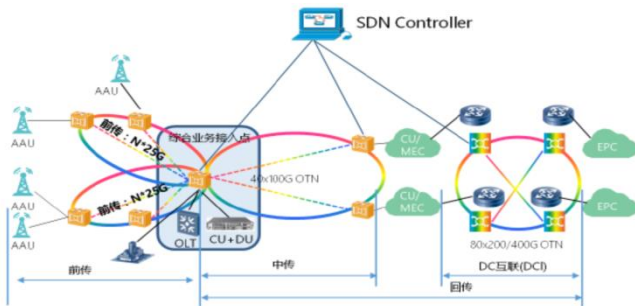 SDN Controller
AAU
AAU
前传：N*25G
综合业务接入点
CU/
MEC
EPC
40x100G OTN
AAU
前传：N*25G
CU/
MEC
EPC
AAU
OLT
CU+DU
80x200/400G OTN
前传
中传
DC互联(DCI)
回传